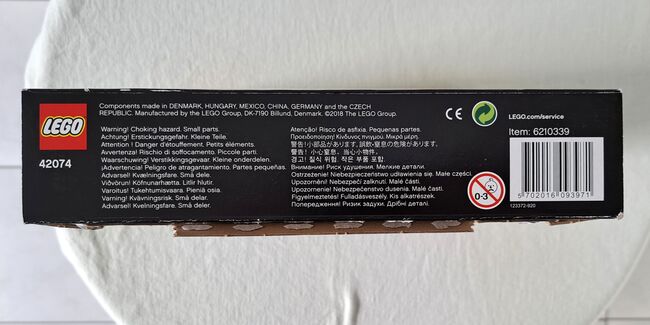 LEGO
42074
Components made in DENMARK, HUNGARY, MEXICO, CHINA, GERMANY and the CZECH
REPUBLIC. Manufactured by the LEGO Group, DK-7190 Billund, Denmark. ©2018 The LEGO Group.
Warning! Choking hazard. Small parts.
Achtung! Erstickungsgefahr. Kleine Teile.
Attention ! Danger d'étouffement. Petits éléments.
Avvertenza! Rischio di soffocamento. Piccole parti.
Waarschuwing! Verstikkingsgevaar. Kleine onderdelen.
¡Advertencia! Peligro de atragantamiento. Partes pequeñas.
Advarsel! Kvælningsfare. Små dele.
Viðvörun! Köfnunarhætta. Litlir hlutir.
Varoitus! Tukehtumisvaara. Pieniä osia.
Varning! Kvävningsrisk. Små delar.
Advarsel! Kvelningsfare. Små deler.
Atenção! Risco de asfixia. Pequenas partes.
Προειδοποίηση! Κίνδυνος πνιγμού. Μικρά μέρη.
警告! 小部品があります。誤飲・窒息の危険があります。
警告！小部件。当心窒息危险。
경고! 질식 위험. 작은 부품 포함.
Внимание! Риск удушья. Мелкие детали.
Ostrzeżenie! Niebezpieczeństwo udławienia się. Małe części.
Upozornění! Nebezpečí zalknutí. Malé části.
Upozornenie! Nebezpečenstvo dusenia. Malé časti.
Figyelmeztetés! Fulladásveszély. Kis alkatrészek.
Попередження! Ризик задухи. Дрібні деталі.
CE
0-3
LEGO.com/service
Item: 6210339
5 702016 093971
123372-920